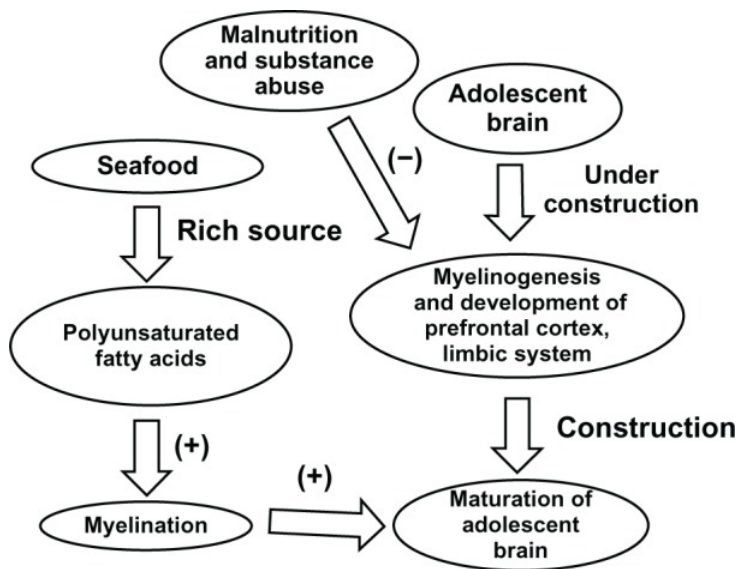 Malnutrition
and substance
abuse
Adolescent
brain
Seafood
(−)
Under
construction
Rich source
Myelinogenesis
and development of
prefrontal cortex,
limbic system
Polyunsaturated
fatty acids
(+)
Construction
(+)
Myelination
Maturation of
adolescent
brain